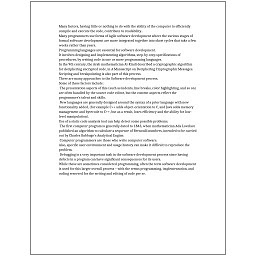 Many factors, having little or nothing to do with the ability of the computer to efficiently
compile and execute the code, contribute to readability.
Many programmers use forms of Agile software development where the various stages of
formal software development are more integrated together into short cycles that take a few
weeks rather than years.
Programming languages are essential for software development.
It involves designing and implementing algorithms, step-by-step specifications of
procedures, by writing code in one or more programming languages.
In the 9th century, the Arab mathematician Al-Kindi described a cryptographic algorithm
for deciphering encrypted code, in A Manuscript on Deciphering Cryptographic Messages.
Scripting and breakpointing is also part of this process.
There are many approaches to the Software development process.
Some of these factors include:
The presentation aspects of this (such as indents, line breaks, color highlighting, and so on)
are often handled by the source code editor, but the content aspects reflect the
programmer's talent and skills.
New languages are generally designed around the syntax of a prior language with new
functionality added, (for example C++ adds object-orientation to C, and Java adds memory
management and bytecode to C++, but as a result, loses efficiency and the ability for low-
level manipulation).
Use of a static code analysis tool can help detect some possible problems.
The first computer program is generally dated to 1843, when mathematician Ada Lovelace
published an algorithm to calculate a sequence of Bernoulli numbers, intended to be carried
out by Charles Babbage's Analytical Engine.
Computer programmers are those who write computer software.
Also, specific user environment and usage history can make it difficult to reproduce the
problem.
Debugging is a very important task in the software development process since having
defects in a program can have significant consequences for its users.
While these are sometimes considered programming, often the term software development
is used for this larger overall process – with the terms programming, implementation, and
coding reserved for the writing and editing of code per se.